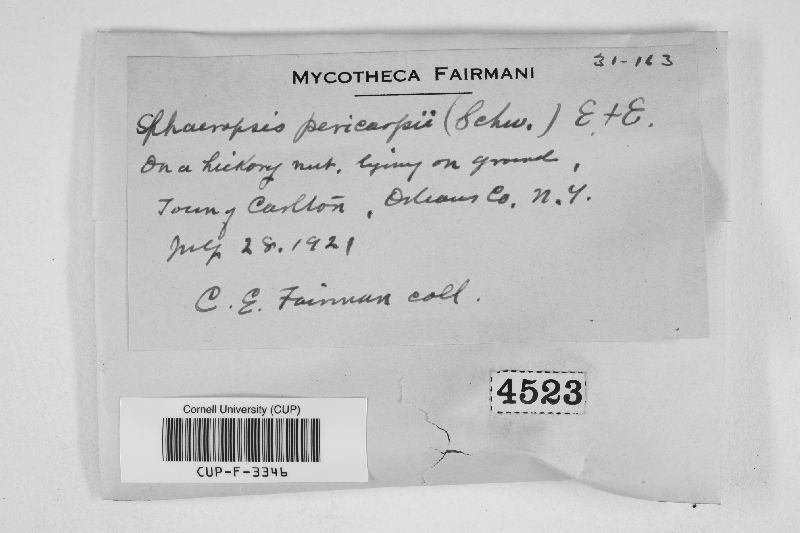 31-163
MYCOTHECA FAIRMANI
Sphaeropsis pericarpii (Schw.) E. + E.
On a hickory nut, lying on ground,
Town of Carlton, Orleans Co. N.Y.
July 28. 1921
C. E. Fairman coll.
4523
Cornell University (CUP)
CUP-F-3346